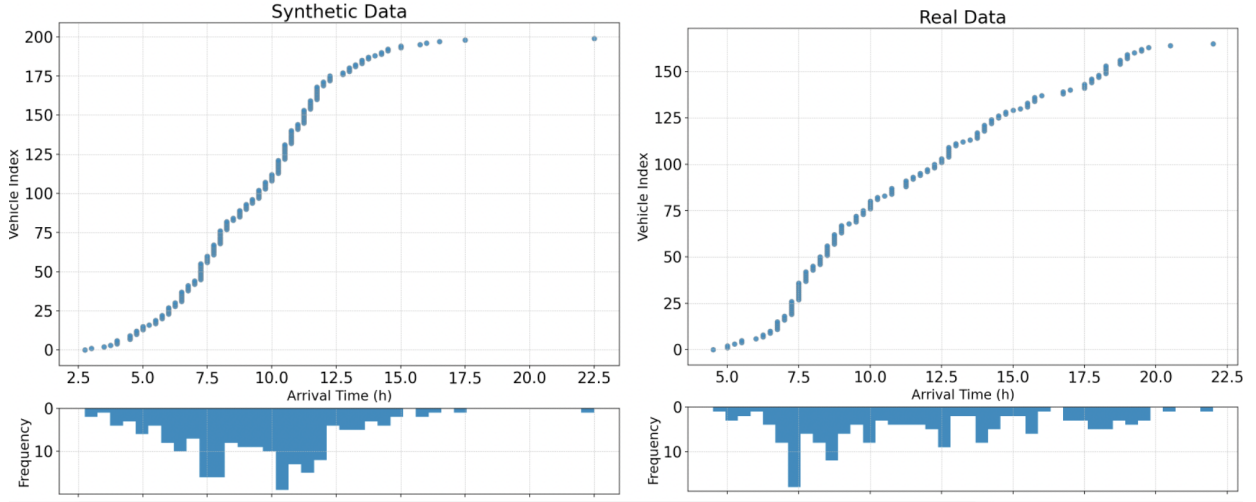 Synthetic Data
200
175
150
125
100
75
50
25
0
Vehicle Index
2.5 5.0 7.5 10.0 12.5 15.0 17.5 20.0 22.5
Arrival Time (h)
0
10
Frequency
Real Data
150
125
100
75
50
25
0
Vehicle Index
5.0 7.5 10.0 12.5 15.0 17.5 20.0 22.5
Arrival Time (h)
0
10
Frequency